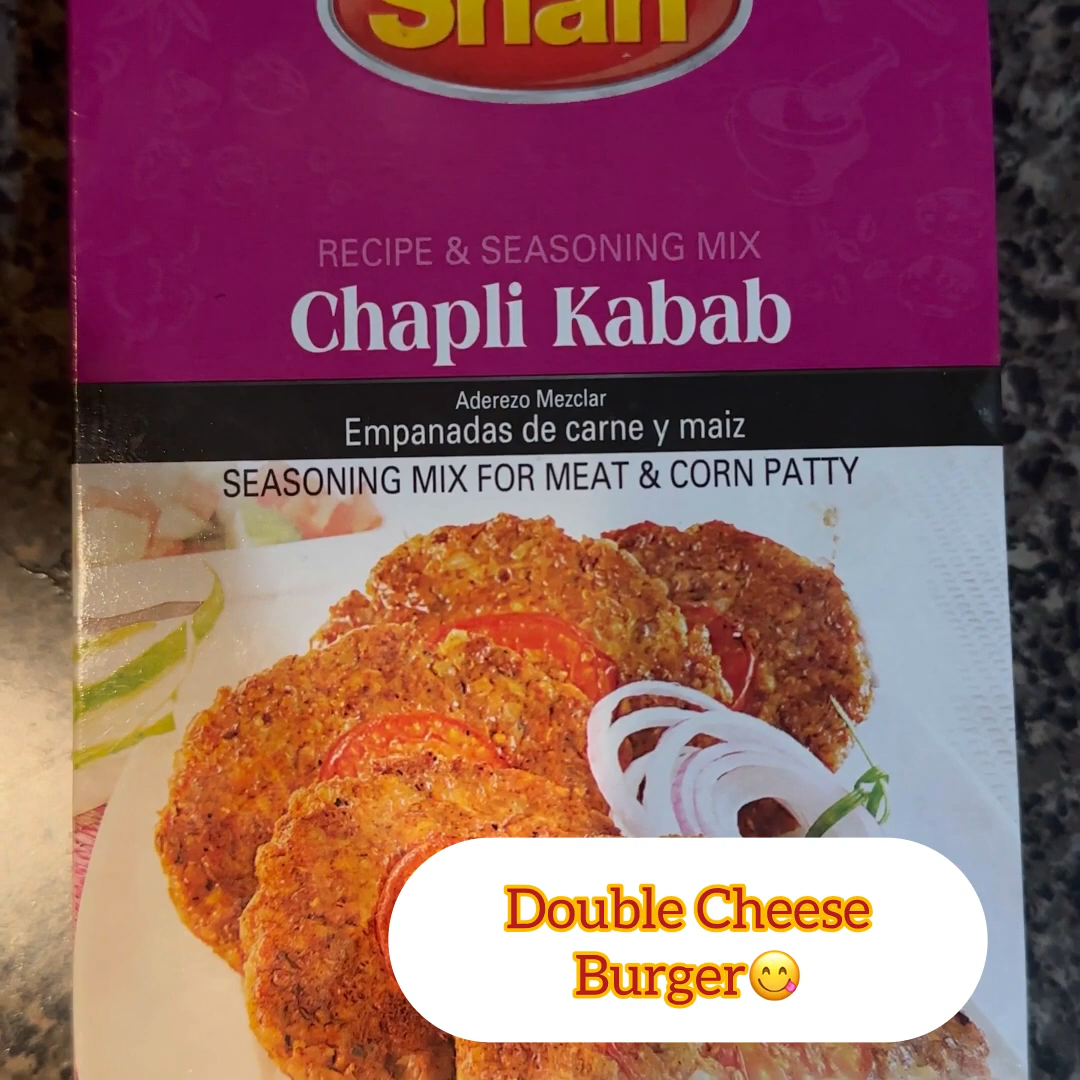 Shan
RECIPE & SEASONING MIX
Chapli Kabab
Aderezo Mezclar
Empanadas de carne y maiz
SEASONING MIX FOR MEAT & CORN PATTY
Double Cheese
Burger😋